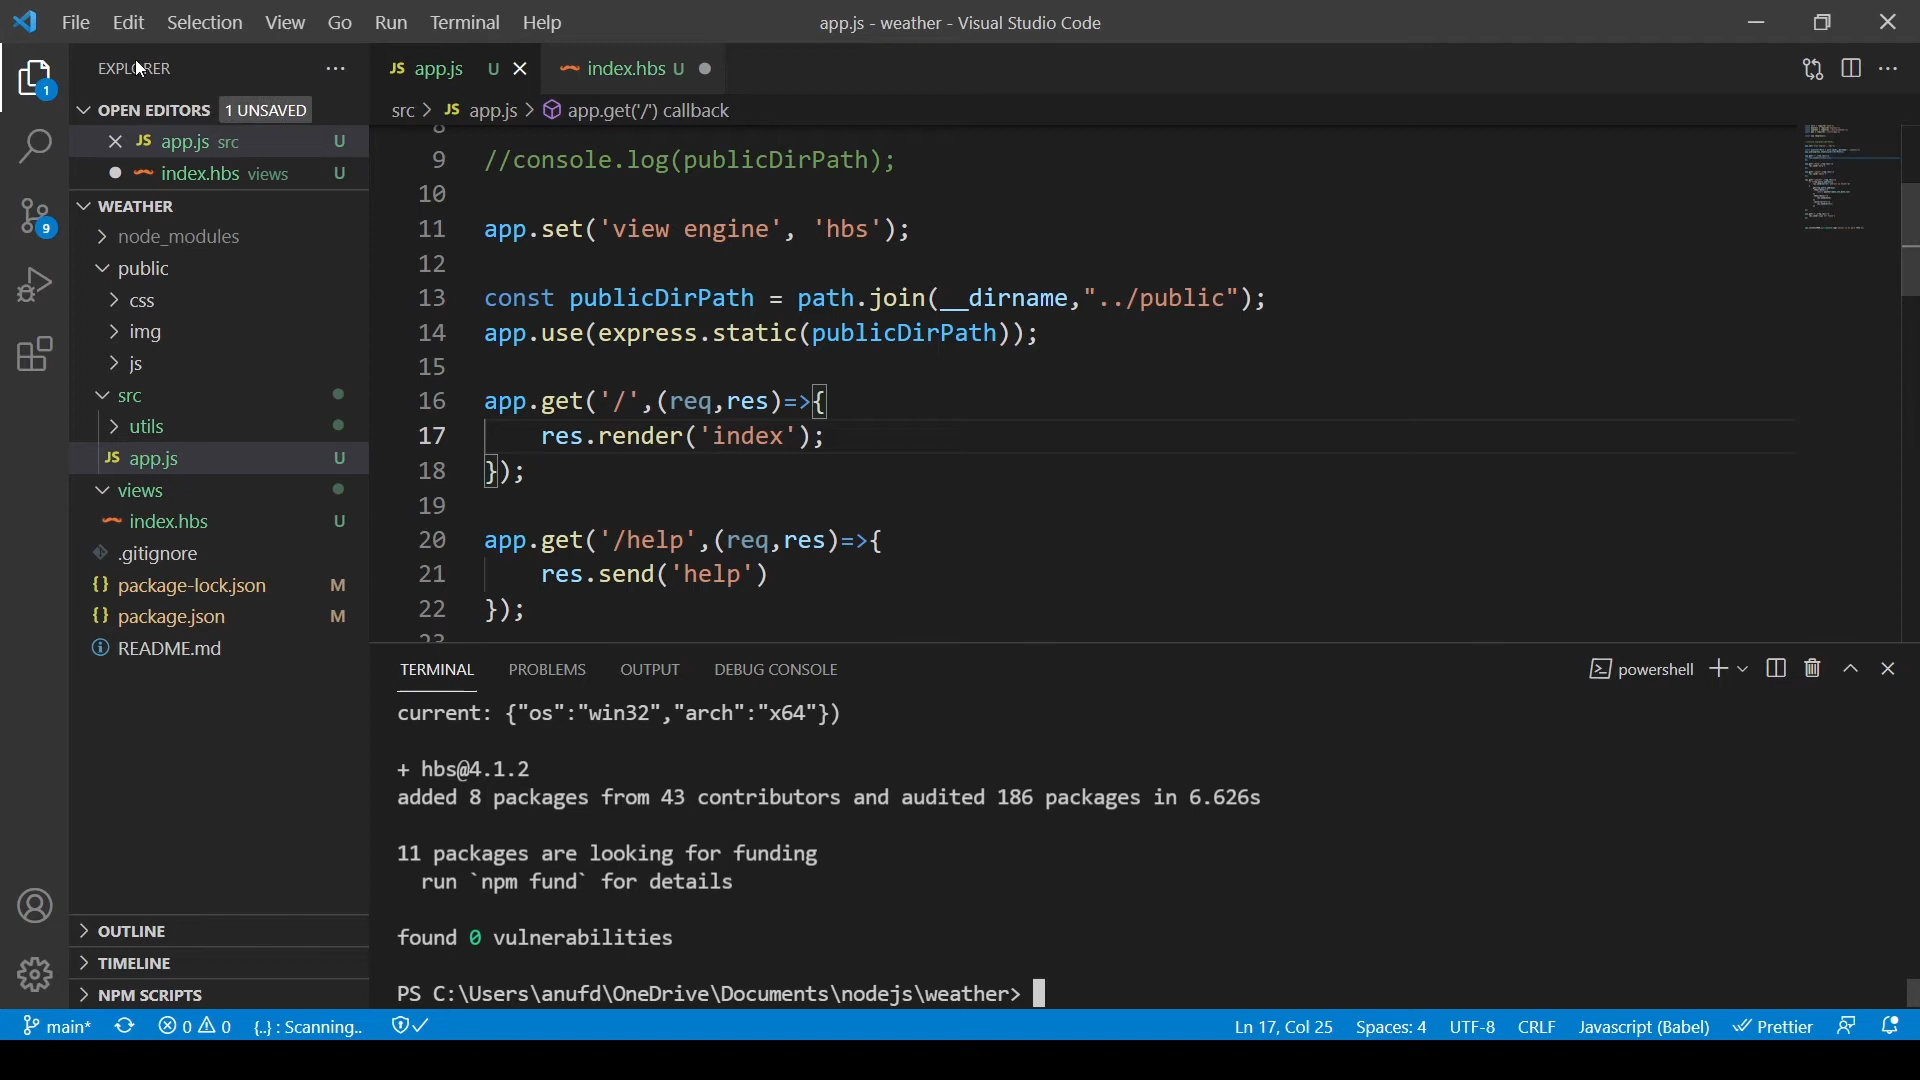 File Edit Selection View Go Run Terminal Help
app.js - weather - Visual Studio Code
EXPLORER
OPEN EDITORS 1 UNSAVED
JS app.js src U
index.hbs views U
WEATHER
node_modules
public
css
img
js
src
utils
JS app.js U
views
index.hbs U
.gitignore
{} package-lock.json M
{} package.json M
README.md
OUTLINE
TIMELINE
NPM SCRIPTS
1
9
JS app.js U
index.hbs U
src > JS app.js > app.get('/') callback
8
9 //console.log(publicDirPath);
10
11 app.set('view engine', 'hbs');
12
13 const publicDirPath = path.join(__dirname,"../public");
14 app.use(express.static(publicDirPath));
15
16 app.get('/',(req,res)=>{
17 res.render('index');
18 });
19
20 app.get('/help',(req,res)=>{
21 res.send('help')
22 });
23
TERMINAL PROBLEMS OUTPUT DEBUG CONSOLE
powershell
current: {"os":"win32","arch":"x64"})
+ hbs@4.1.2
added 8 packages from 43 contributors and audited 186 packages in 6.626s
11 packages are looking for funding
run `npm fund` for details
found 0 vulnerabilities
PS C:\Users\anufd\OneDrive\Documents\nodejs\weather>
main* 0 0 {..} : Scanning..
Ln 17, Col 25 Spaces: 4 UTF-8 CRLF Javascript (Babel) Prettier